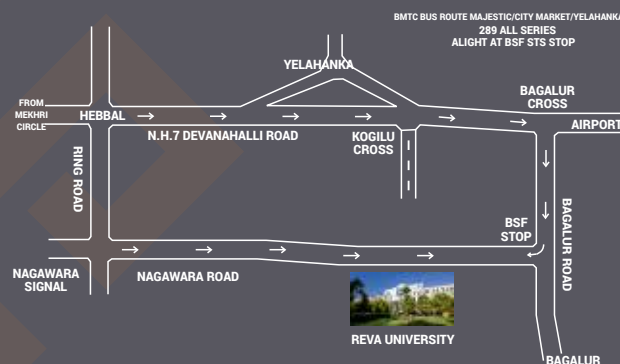 BMTC BUS ROUTE MAJESTIC/CITY MARKET/YELAHANKA
289 ALL SERIES
ALIGHT AT BSF STS STOP
YELAHANKA
BAGALUR
CROSS
FROM
MEKHRI
CIRCLE
HEBBAL
AIRPORT
N.H.7 DEVANAHALLI ROAD
KOGILU
CROSS
RING ROAD
BAGALUR ROAD
BSF
STOP
NAGAWARA
SIGNAL
NAGAWARA ROAD
REVA UNIVERSITY
BAGALUR